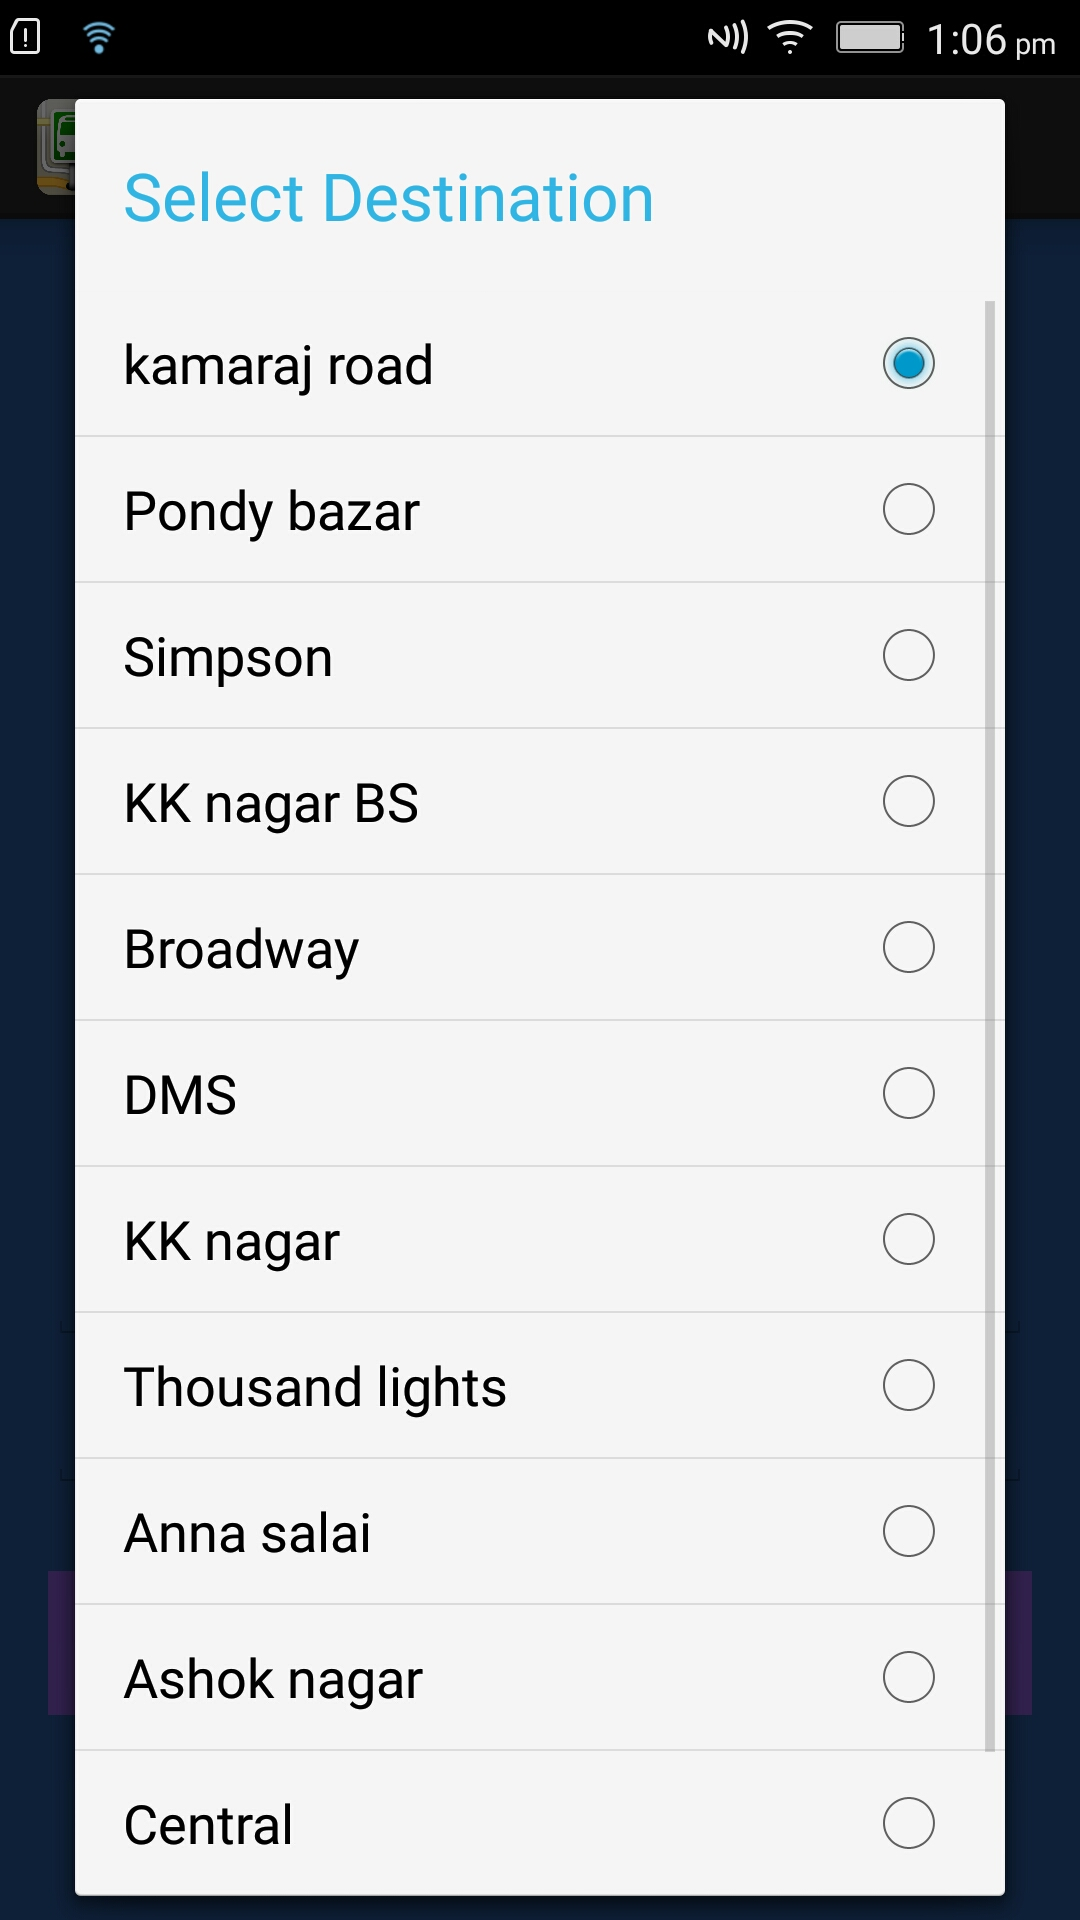 1:06 pm
Select Destination
kamaraj road
Pondy bazar
Simpson
KK nagar BS
Broadway
DMS
KK nagar
Thousand lights
Anna salai
Ashok nagar
Central